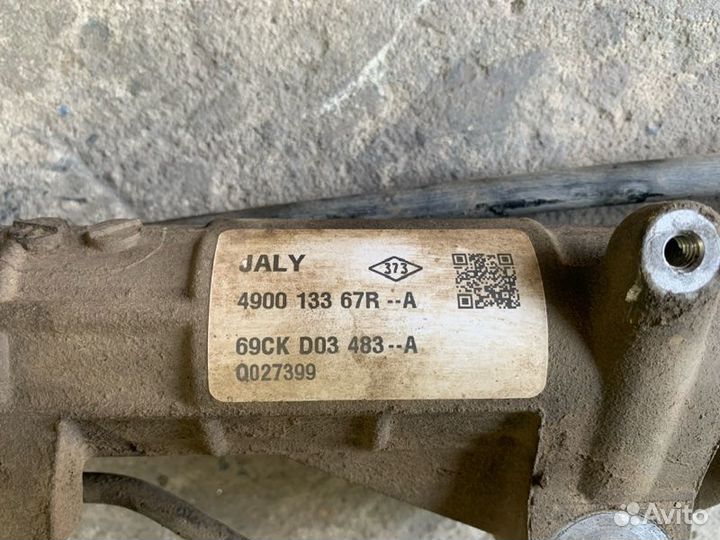 JALY
373
4900 133 67R --A
69CK D03 483--A
Q027399
Avito